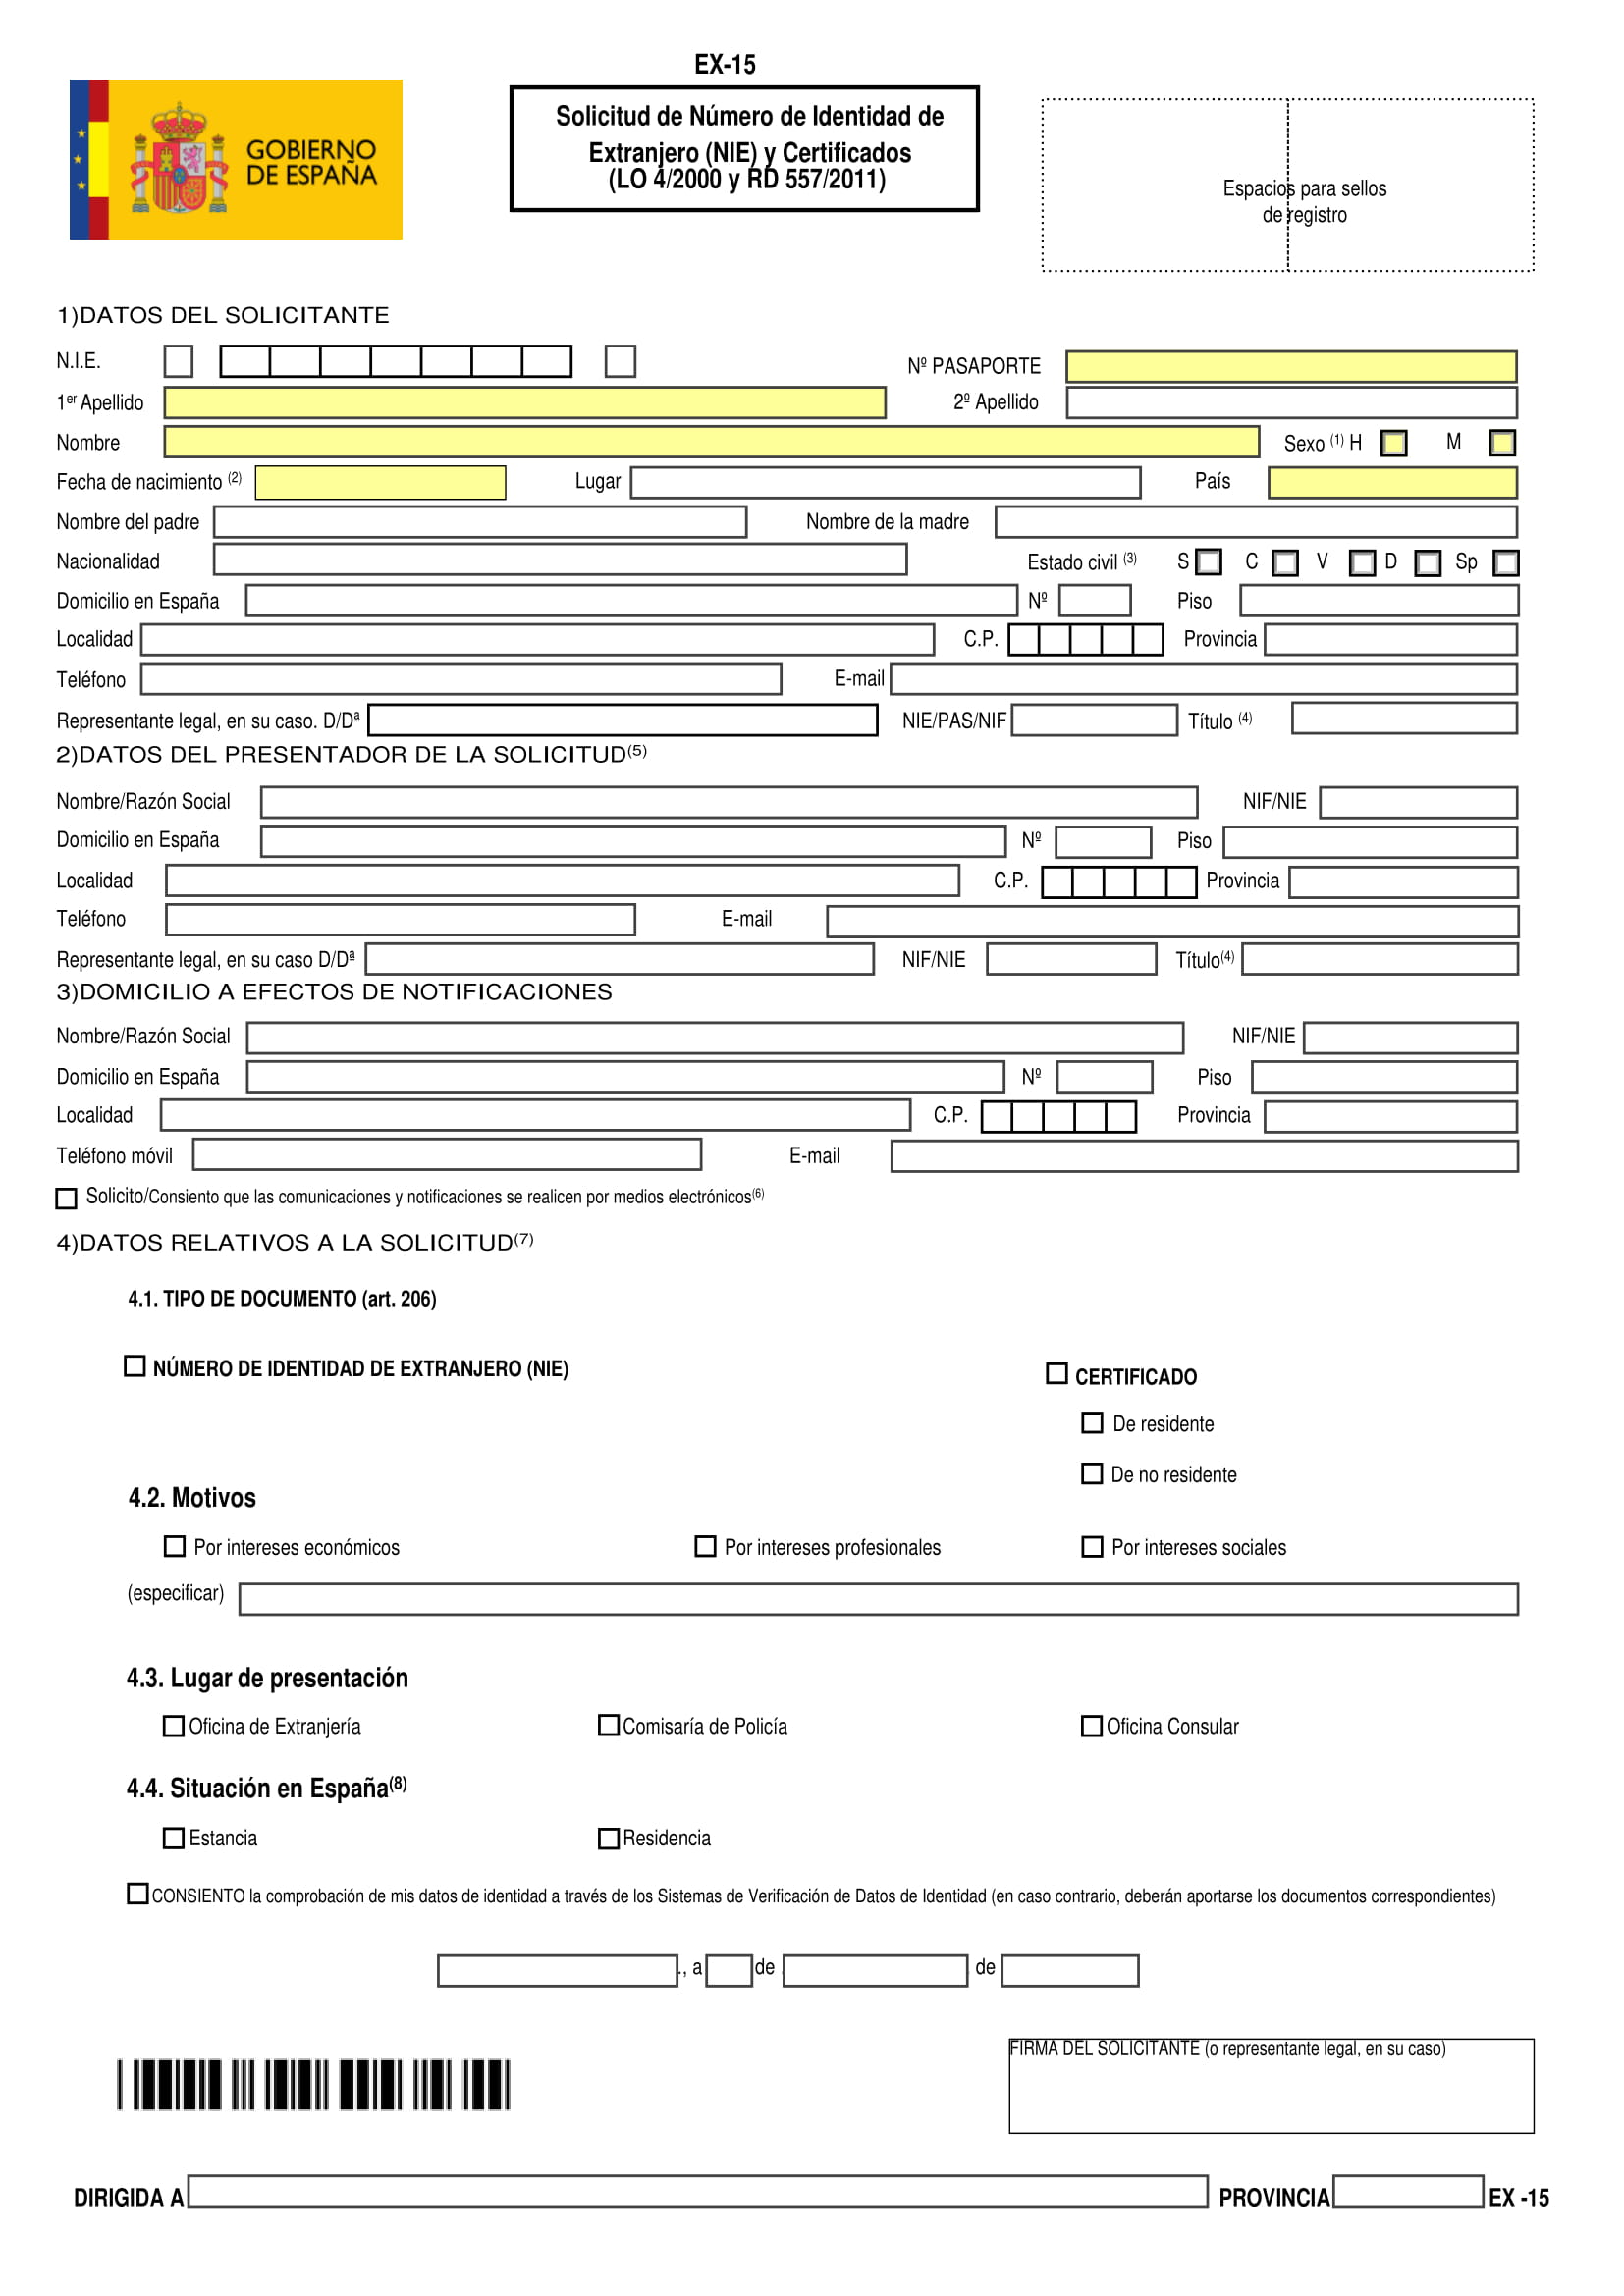 EX-15
GOBIERNO
DE ESPAÑA
Solicitud de Número de Identidad de
Extranjero (NIE) y Certificados
(LO 4/2000 y RD 557/2011)
Espacios para sellos
de registro
1)DATOS DEL SOLICITANTE
N.I.E. Nº PASAPORTE
1er Apellido 2º Apellido
Nombre Sexo (1) H M
Fecha de nacimiento (2) Lugar País
Nombre del padre Nombre de la madre
Nacionalidad Estado civil (3) S C V D Sp
Domicilio en España Nº Piso
Localidad C.P. Provincia
Teléfono E-mail
Representante legal, en su caso. D/Dª NIE/PAS/NIF Título (4)
2)DATOS DEL PRESENTADOR DE LA SOLICITUD(5)
Nombre/Razón Social NIF/NIE
Domicilio en España Nº Piso
Localidad C.P. Provincia
Teléfono E-mail
Representante legal, en su caso D/Dª NIF/NIE Título(4)
3)DOMICILIO A EFECTOS DE NOTIFICACIONES
Nombre/Razón Social NIF/NIE
Domicilio en España Nº Piso
Localidad C.P. Provincia
Teléfono móvil E-mail
Solicito/Consiento que las comunicaciones y notificaciones se realicen por medios electrónicos(6)
4)DATOS RELATIVOS A LA SOLICITUD(7)
4.1. TIPO DE DOCUMENTO (art. 206)
NÚMERO DE IDENTIDAD DE EXTRANJERO (NIE) CERTIFICADO
De residente
De no residente
4.2. Motivos
Por intereses económicos Por intereses profesionales Por intereses sociales
(especificar)
4.3. Lugar de presentación
Oficina de Extranjería Comisaría de Policía Oficina Consular
4.4. Situación en España(8)
Estancia Residencia
CONSIENTO la comprobación de mis datos de identidad a través de los Sistemas de Verificación de Datos de Identidad (en caso contrario, deberán aportarse los documentos correspondientes)
., a de de
FIRMA DEL SOLICITANTE (o representante legal, en su caso)
DIRIGIDA A PROVINCIA EX -15